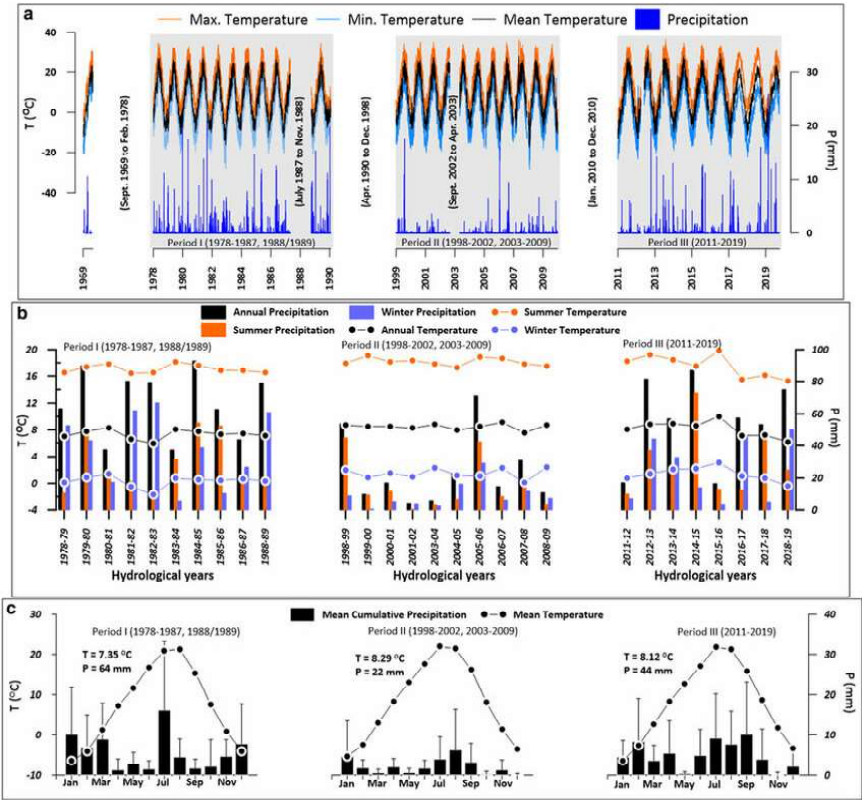 a
Max. Temperature Min. Temperature Mean Temperature Precipitation
T (ºC)
40
20
0
-20
-40
P (mm)
30
20
10
0
(Sept. 1969 to Feb. 1978)
(July 1987 to Nov. 1988)
(Apr. 1990 to Dec. 1998)
(Sept. 2002 to Apr. 2003)
(Jan. 2010 to Dec. 2010)
Period I (1978-1987, 1988/1989)
Period II (1998-2002, 2003-2009)
Period III (2011-2019)
1969 1978 1980 1982 1984 1986 1988 1990 1999 2001 2003 2005 2007 2009 2011 2013 2015 2017 2019
b
Annual Precipitation Winter Precipitation Summer Temperature
Summer Precipitation Annual Temperature Winter Temperature
Period I (1978-1987, 1988/1989) Period II (1998-2002, 2003-2009) Period III (2011-2019)
T (ºC)
20
16
12
8
4
0
-4
P (mm)
100
80
60
40
20
0
1978-79 1979-80 1980-81 1981-82 1982-83 1983-84 1984-85 1985-86 1986-87 1988-89
1998-99 1999-00 2000-01 2001-02 2003-04 2004-05 2005-06 2006-07 2007-08 2008-09
2011-12 2012-13 2013-14 2014-15 2015-16 2016-17 2017-18 2018-19
Hydrological years Hydrological years Hydrological years
c
Mean Cumulative Precipitation Mean Temperature
Period I (1978-1987, 1988/1989) Period II (1998-2002, 2003-2009) Period III (2011-2019)
T = 7.35 ºC
P = 64 mm
T = 8.29 ºC
P = 22 mm
T = 8.12 ºC
P = 44 mm
T (ºC)
30
20
10
0
-10
P (mm)
40
30
20
10
0
Jan Mar May Jul Sep Nov
Jan Mar May Jul Sep Nov
Jan Mar May Jul Sep Nov